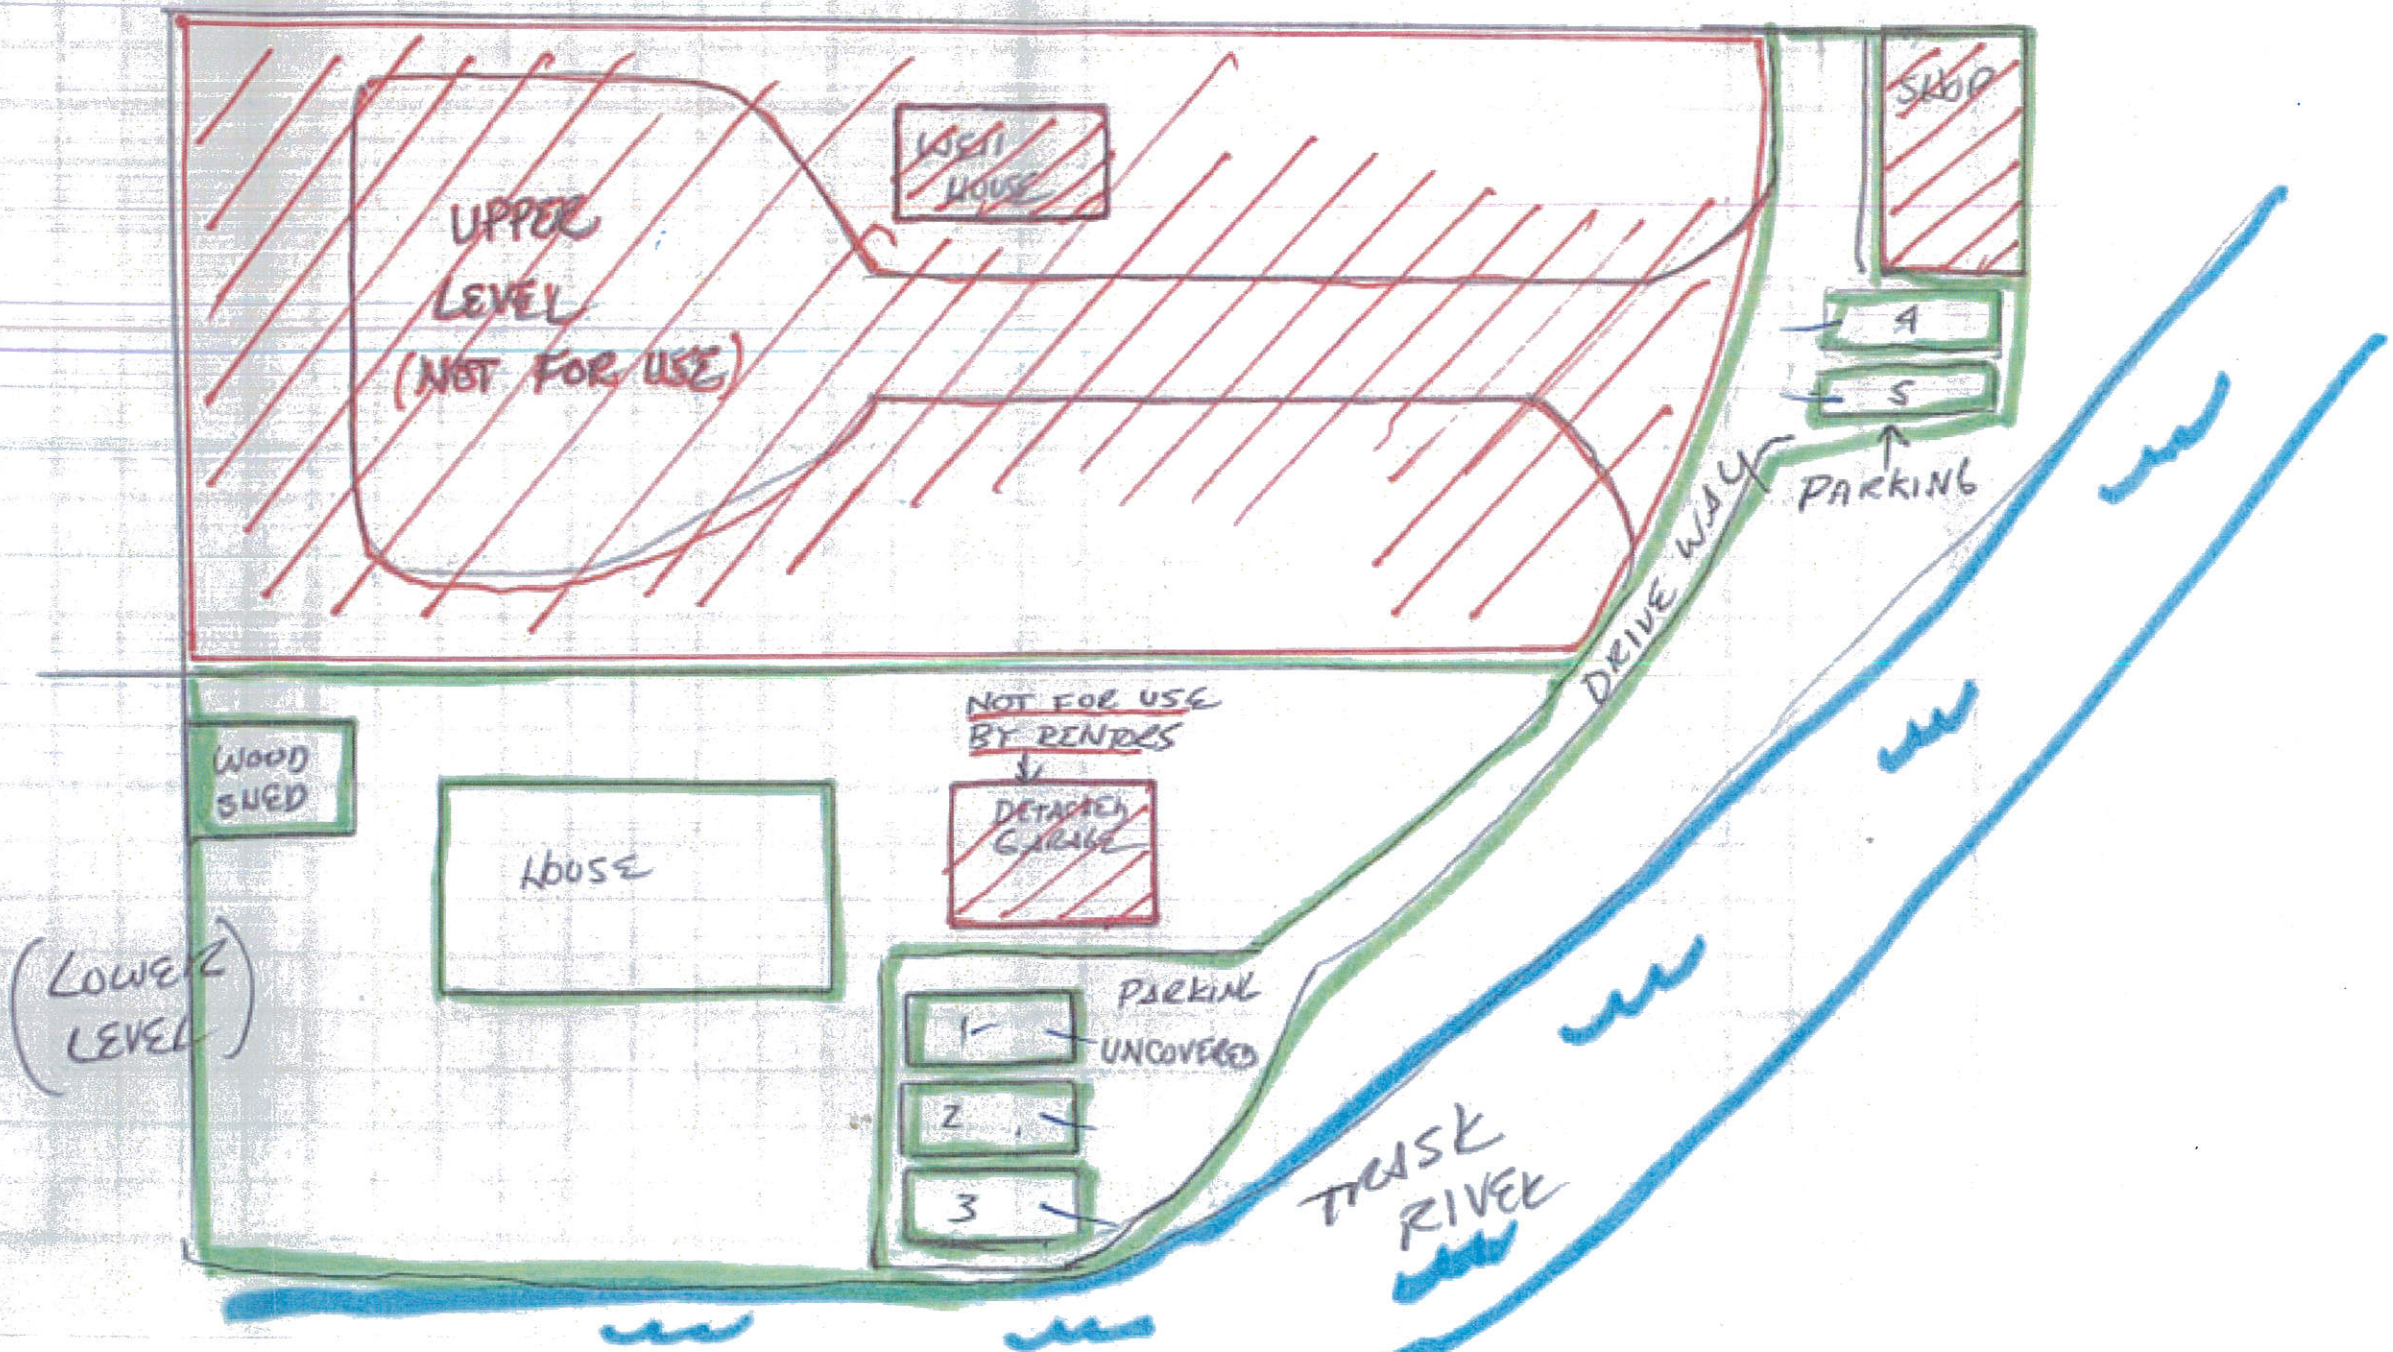 SHOP
WELL
HOUSE
UPPER
LEVEL
(NOT FOR USE)
4
5
PARKING
DRIVE WAY
NOT FOR USE
BY RENTORS
WOOD
SHED
DETACHED
GARAGE
HOUSE
(LOWER
LEVEL)
PARKING
UNCOVERED
1
2
3
TRASK
RIVER